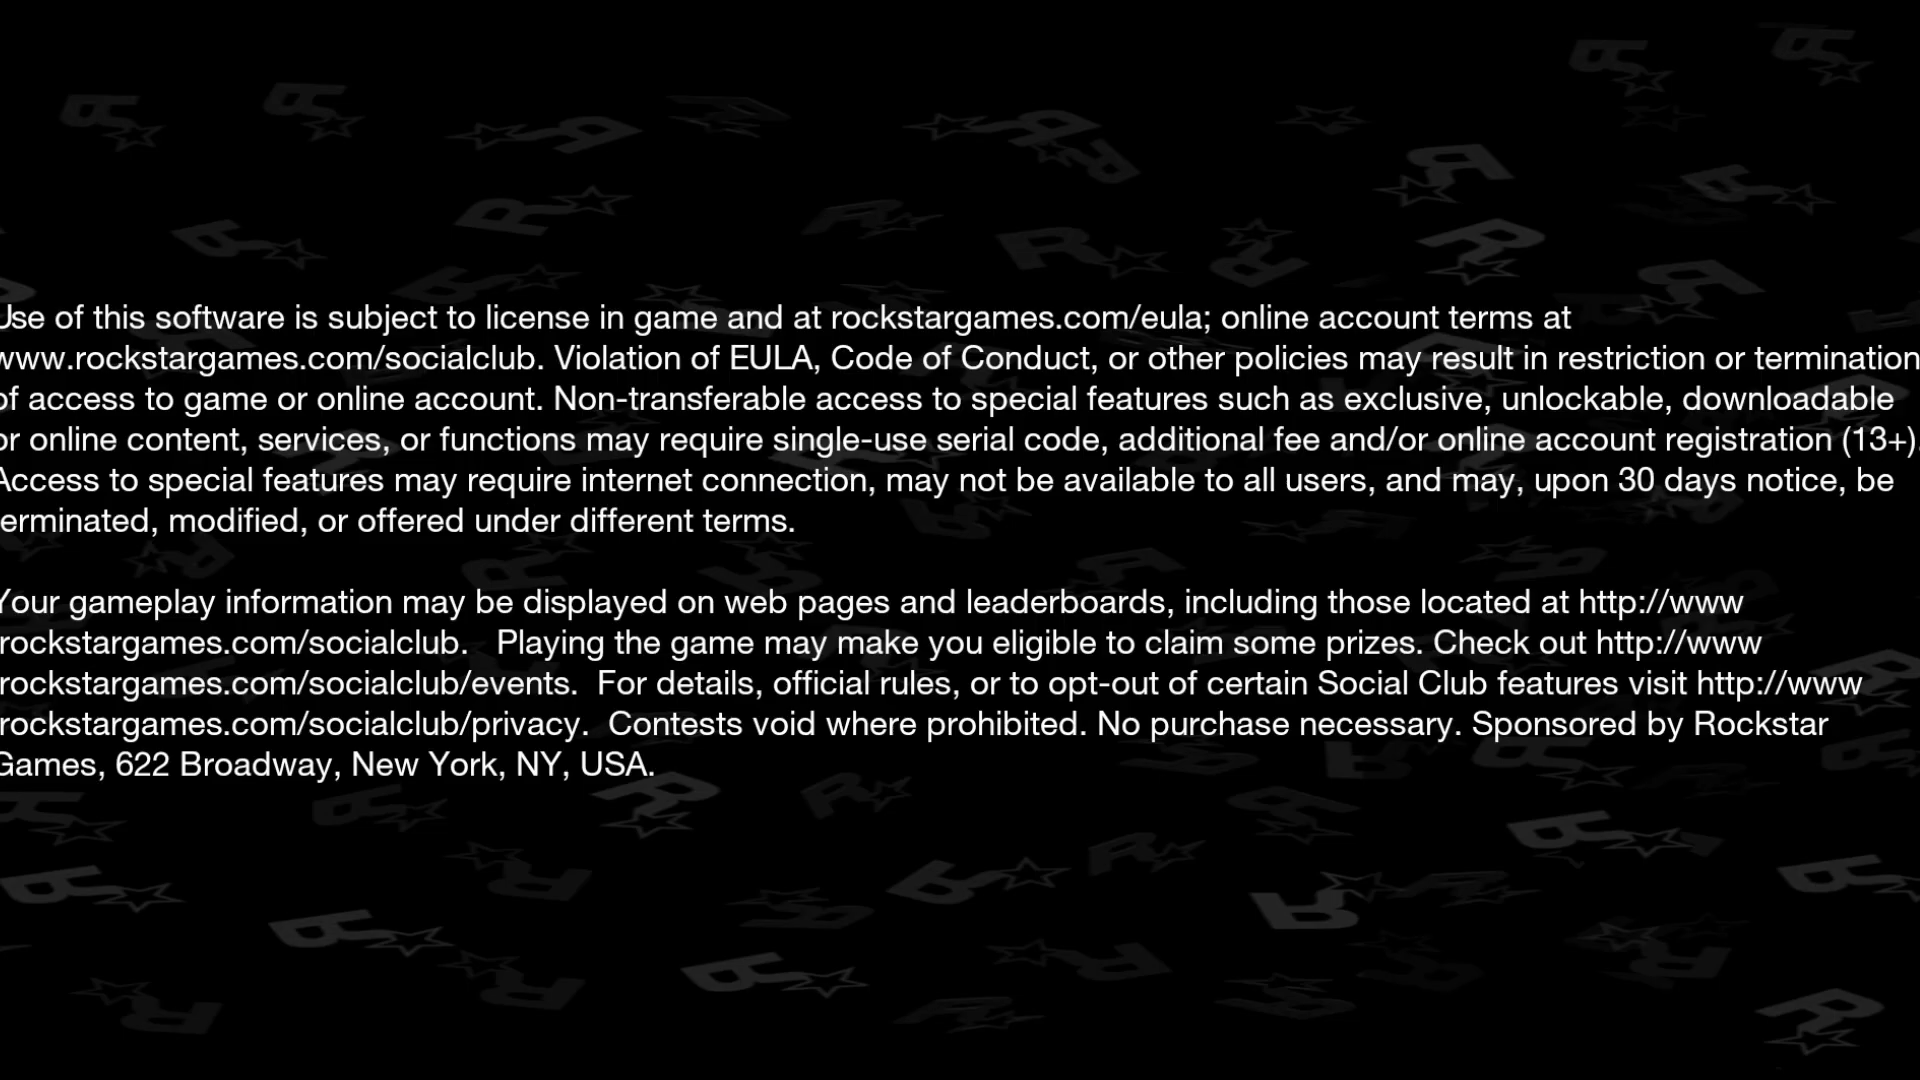 Use of this software is subject to license in game and at rockstargames.com/eula; online account terms at
www.rockstargames.com/socialclub. Violation of EULA, Code of Conduct, or other policies may result in restriction or termination
of access to game or online account. Non-transferable access to special features such as exclusive, unlockable, downloadable
or online content, services, or functions may require single-use serial code, additional fee and/or online account registration (13+).
Access to special features may require internet connection, may not be available to all users, and may, upon 30 days notice, be
terminated, modified, or offered under different terms.

Your gameplay information may be displayed on web pages and leaderboards, including those located at http://www
rockstargames.com/socialclub.   Playing the game may make you eligible to claim some prizes. Check out http://www
rockstargames.com/socialclub/events.  For details, official rules, or to opt-out of certain Social Club features visit http://www
rockstargames.com/socialclub/privacy.  Contests void where prohibited. No purchase necessary. Sponsored by Rockstar
Games, 622 Broadway, New York, NY, USA.